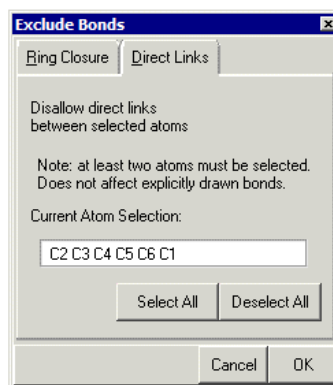 Exclude Bonds
Ring Closure
Direct Links
Disallow direct links
between selected atoms
Note: at least two atoms must be selected.
Does not affect explicitly drawn bonds.
Current Atom Selection:
C2 C3 C4 C5 C6 C1
Select All
Deselect All
Cancel
OK